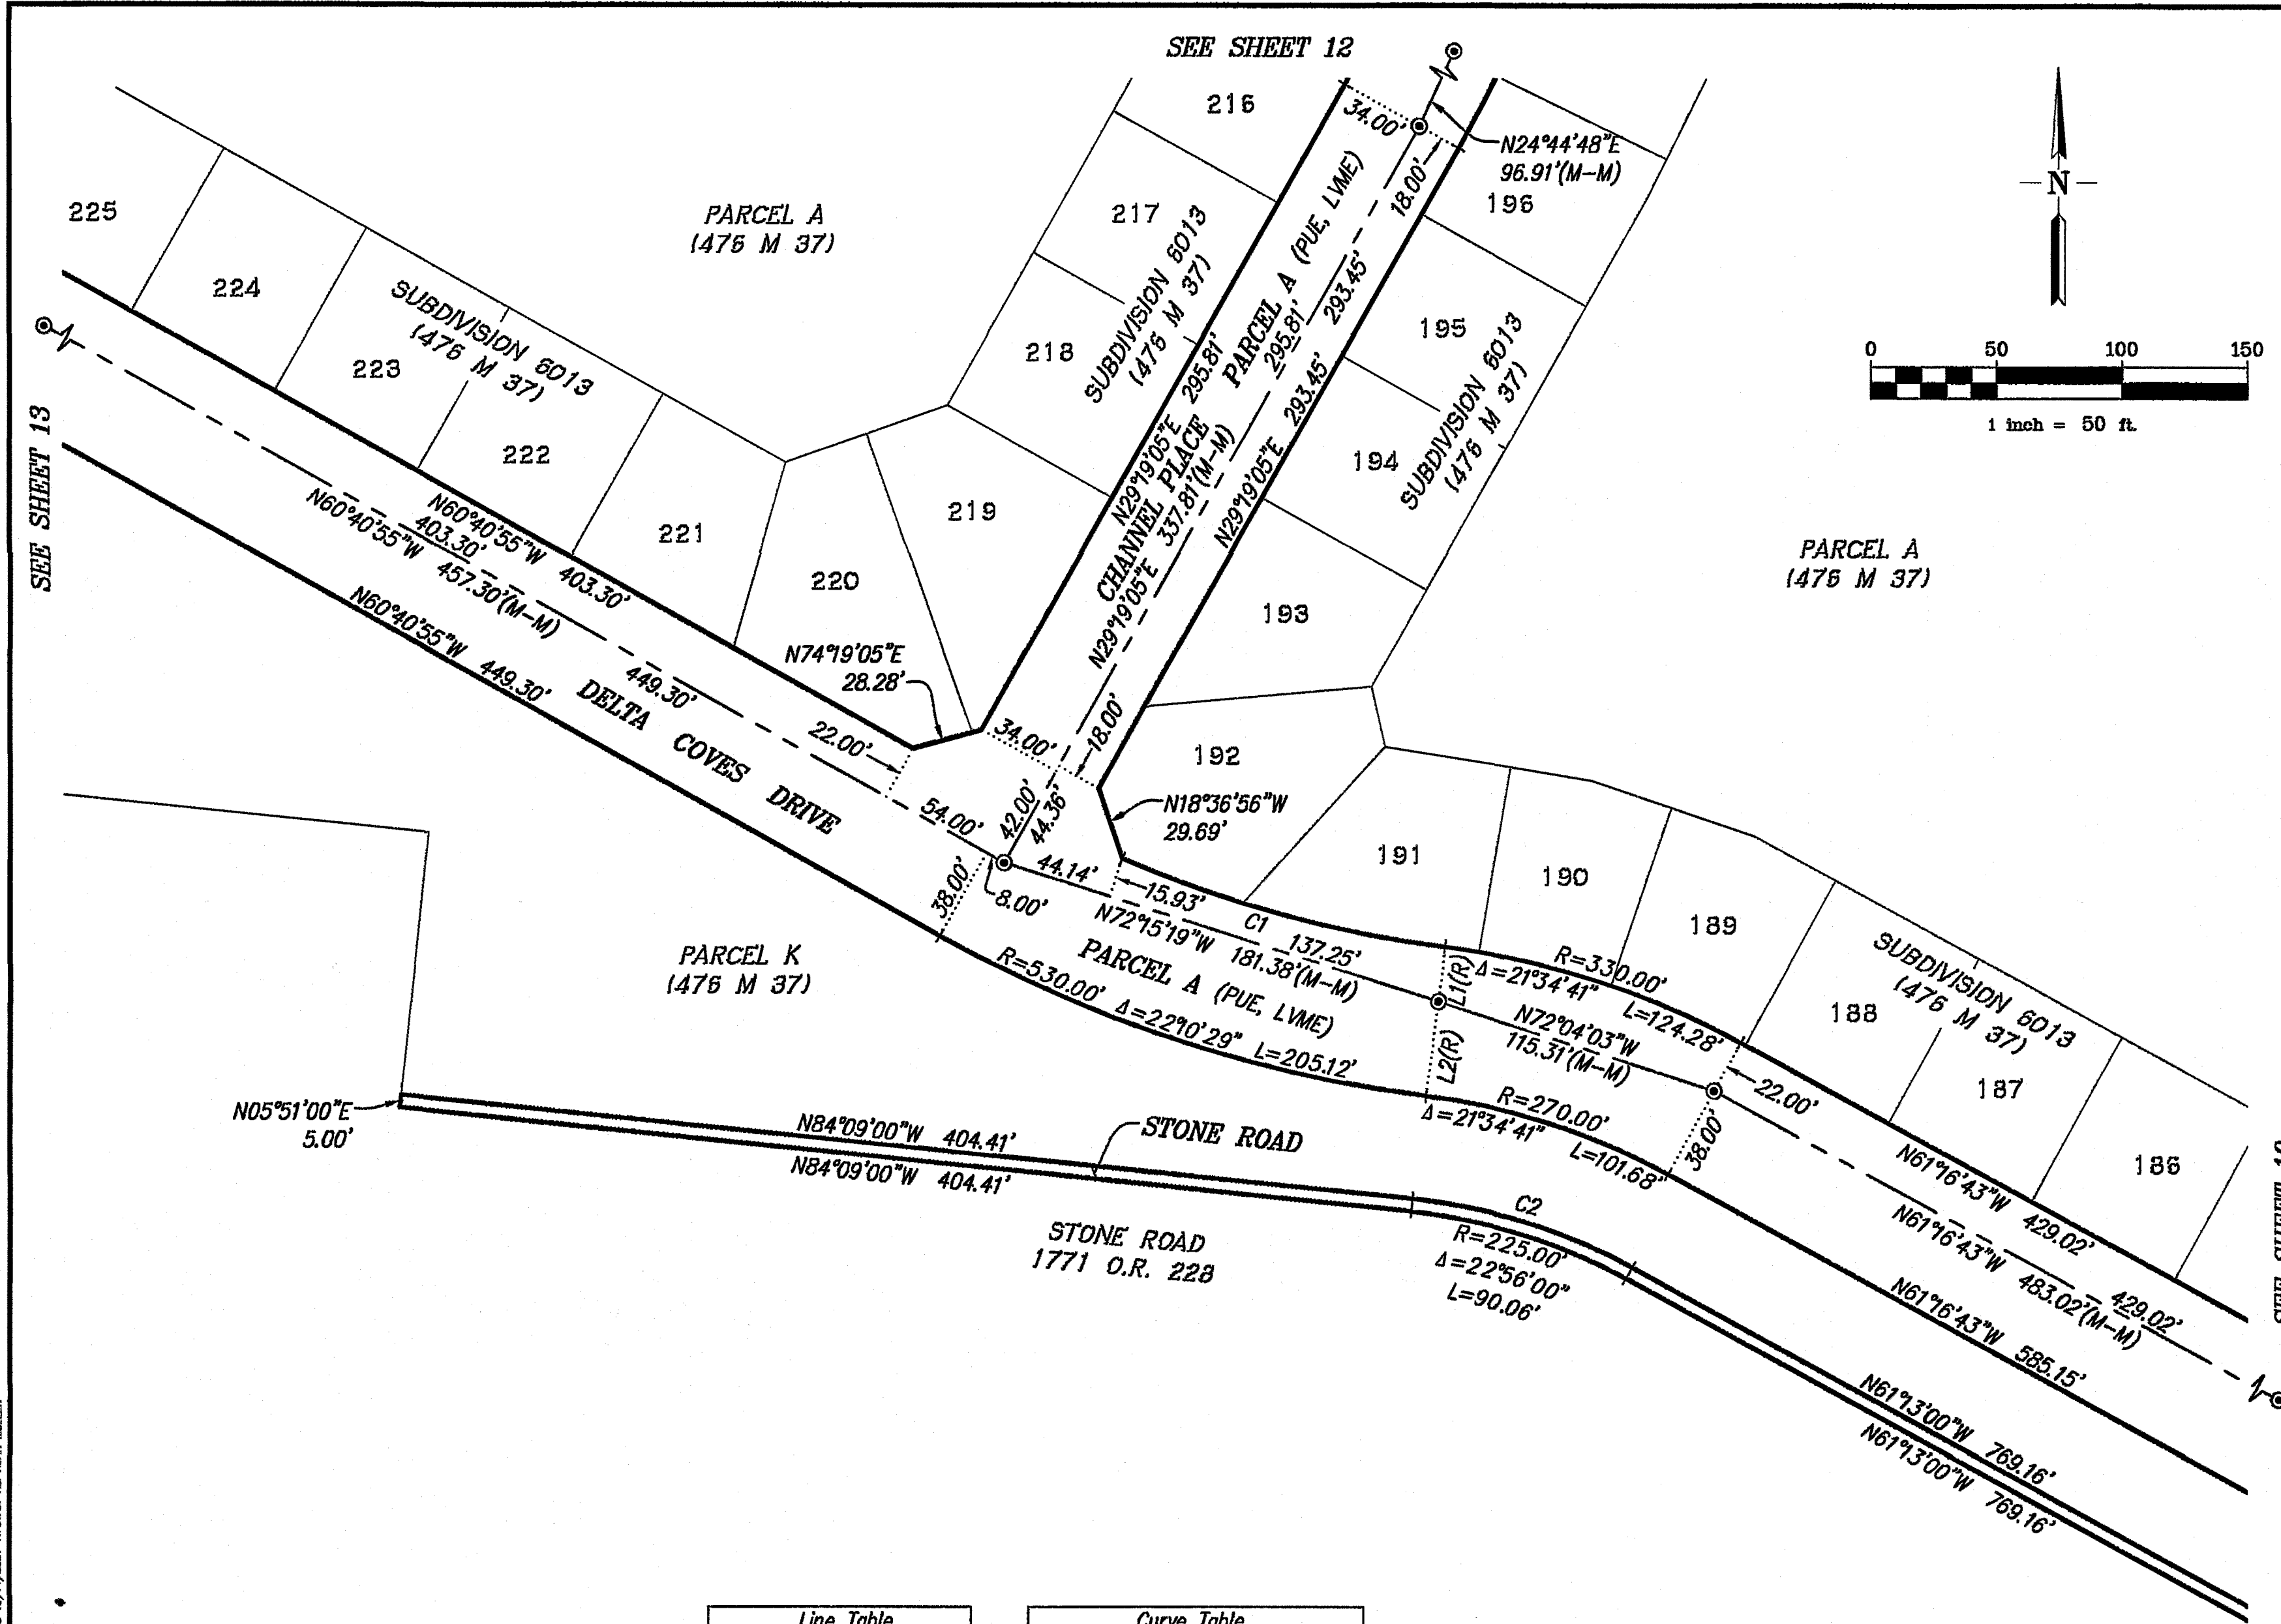 SEE SHEET 12
216
34.00'
N24°44'48"E
96.91'(M-M)
18.00'
196
N
225
PARCEL A
(476 M 37)
217
SUBDIVISION 6013
(476 M 37)
PARCEL A (PUE, LVME)
224
SUBDIVISION 6013
(476 M 37)
223
218
195
SUBDIVISION 6013
(476 M 37)
0 50 100 150
1 inch = 50 ft.
SEE SHEET 13
222
N29°19'05"E 295.81'
CHANNEL PLACE
295.81'
N29°19'05"E 337.81'(M-M)
293.45'
N29°19'05"E 293.45'
194
221
219
N60°40'55"W 403.30'
403.30'
N60°40'55"W 457.30'(M-M)
PARCEL A
(476 M 37)
220
193
N60°40'55"W 449.30'
449.30'
N74°19'05"E
28.28'
DELTA COVES DRIVE
22.00'
34.00'
18.00'
192
54.00'
42.00'
44.36'
N18°36'56"W
29.69'
38.00'
8.00'
44.14'
15.93'
191
190
189
C1
137.25'
N72°15'19"W 181.38'(M-M)
PARCEL K
(476 M 37)
R=530.00' Δ=22°10'29" L=205.12'
PARCEL A (PUE, LVME)
L1(R)
L2(R)
R=330.00'
Δ=21°34'41"
L=124.28'
N72°04'03"W
115.31'(M-M)
188
SUBDIVISION 6013
(476 M 37)
187
186
22.00'
38.00'
R=270.00'
Δ=21°34'41"
L=101.68"
N05°51'00"E
5.00'
N84°09'00"W 404.41'
N84°09'00"W 404.41'
STONE ROAD
STONE ROAD
1771 O.R. 228
C2
R=225.00'
Δ=22°56'00"
L=90.06'
N61°16'43"W 429.02'
429.02'
N61°16'43"W 483.02'(M-M)
N61°16'43"W 585.15'
N61°13'00"W 769.16'
N61°13'00"W 769.16'
Line Table
Curve Table